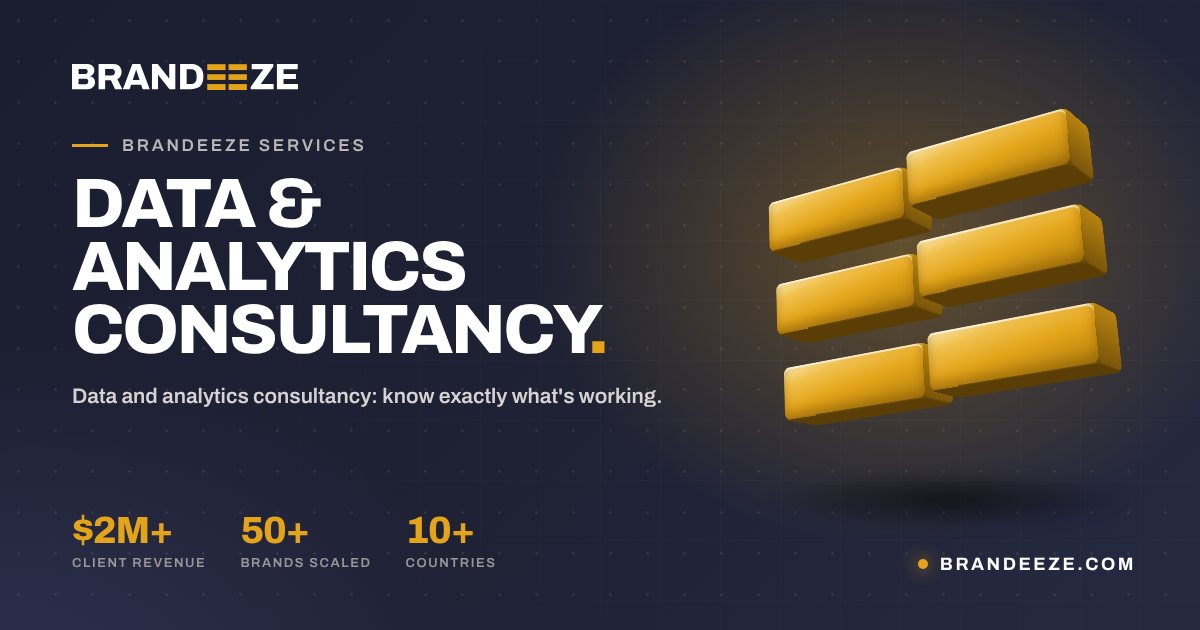 BRANDEEZE
BRANDEEZE SERVICES
DATA &
ANALYTICS
CONSULTANCY.
Data and analytics consultancy: know exactly what's working.
$2M+ 50+ 10+
CLIENT REVENUE BRANDS SCALED COUNTRIES
BRANDEEZE.COM